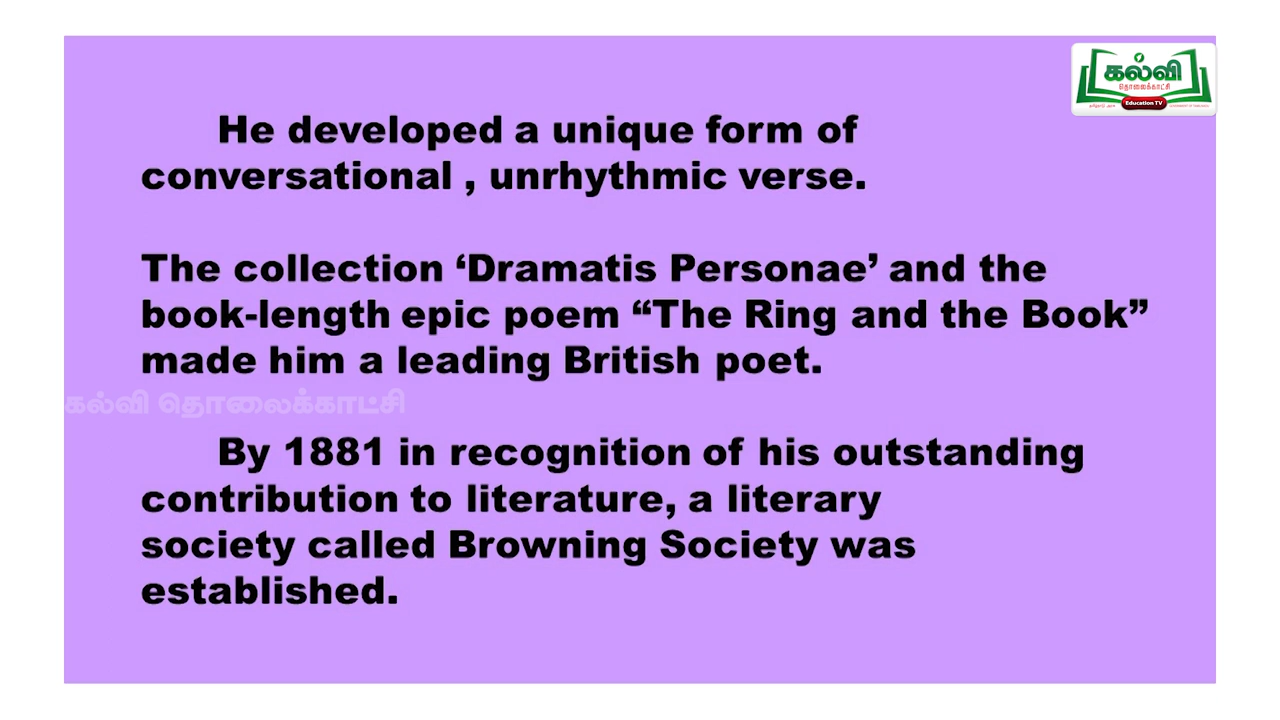 கல்வி
தொலைக்காட்சி
Education TV
He developed a unique form of
conversational , unrhythmic verse.
The collection ‘Dramatis Personae’ and the
book-length epic poem “The Ring and the Book”
made him a leading British poet.
கல்வி தொலைக்காட்சி
By 1881 in recognition of his outstanding
contribution to literature, a literary
society called Browning Society was
established.